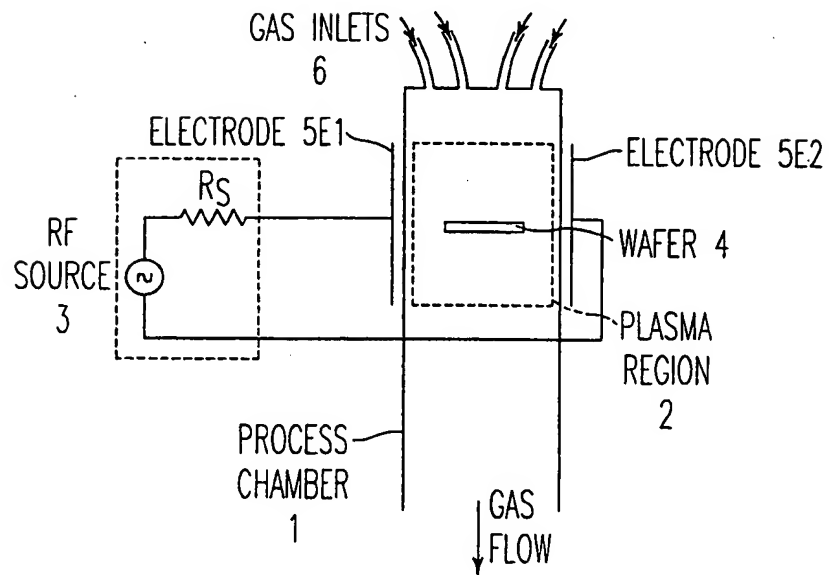 GAS INLETS
6
ELECTRODE 5E1
ELECTRODE 5E2
RS
RF
SOURCE
3
WAFER 4
PLASMA
REGION
2
PROCESS
CHAMBER
1
GAS
FLOW